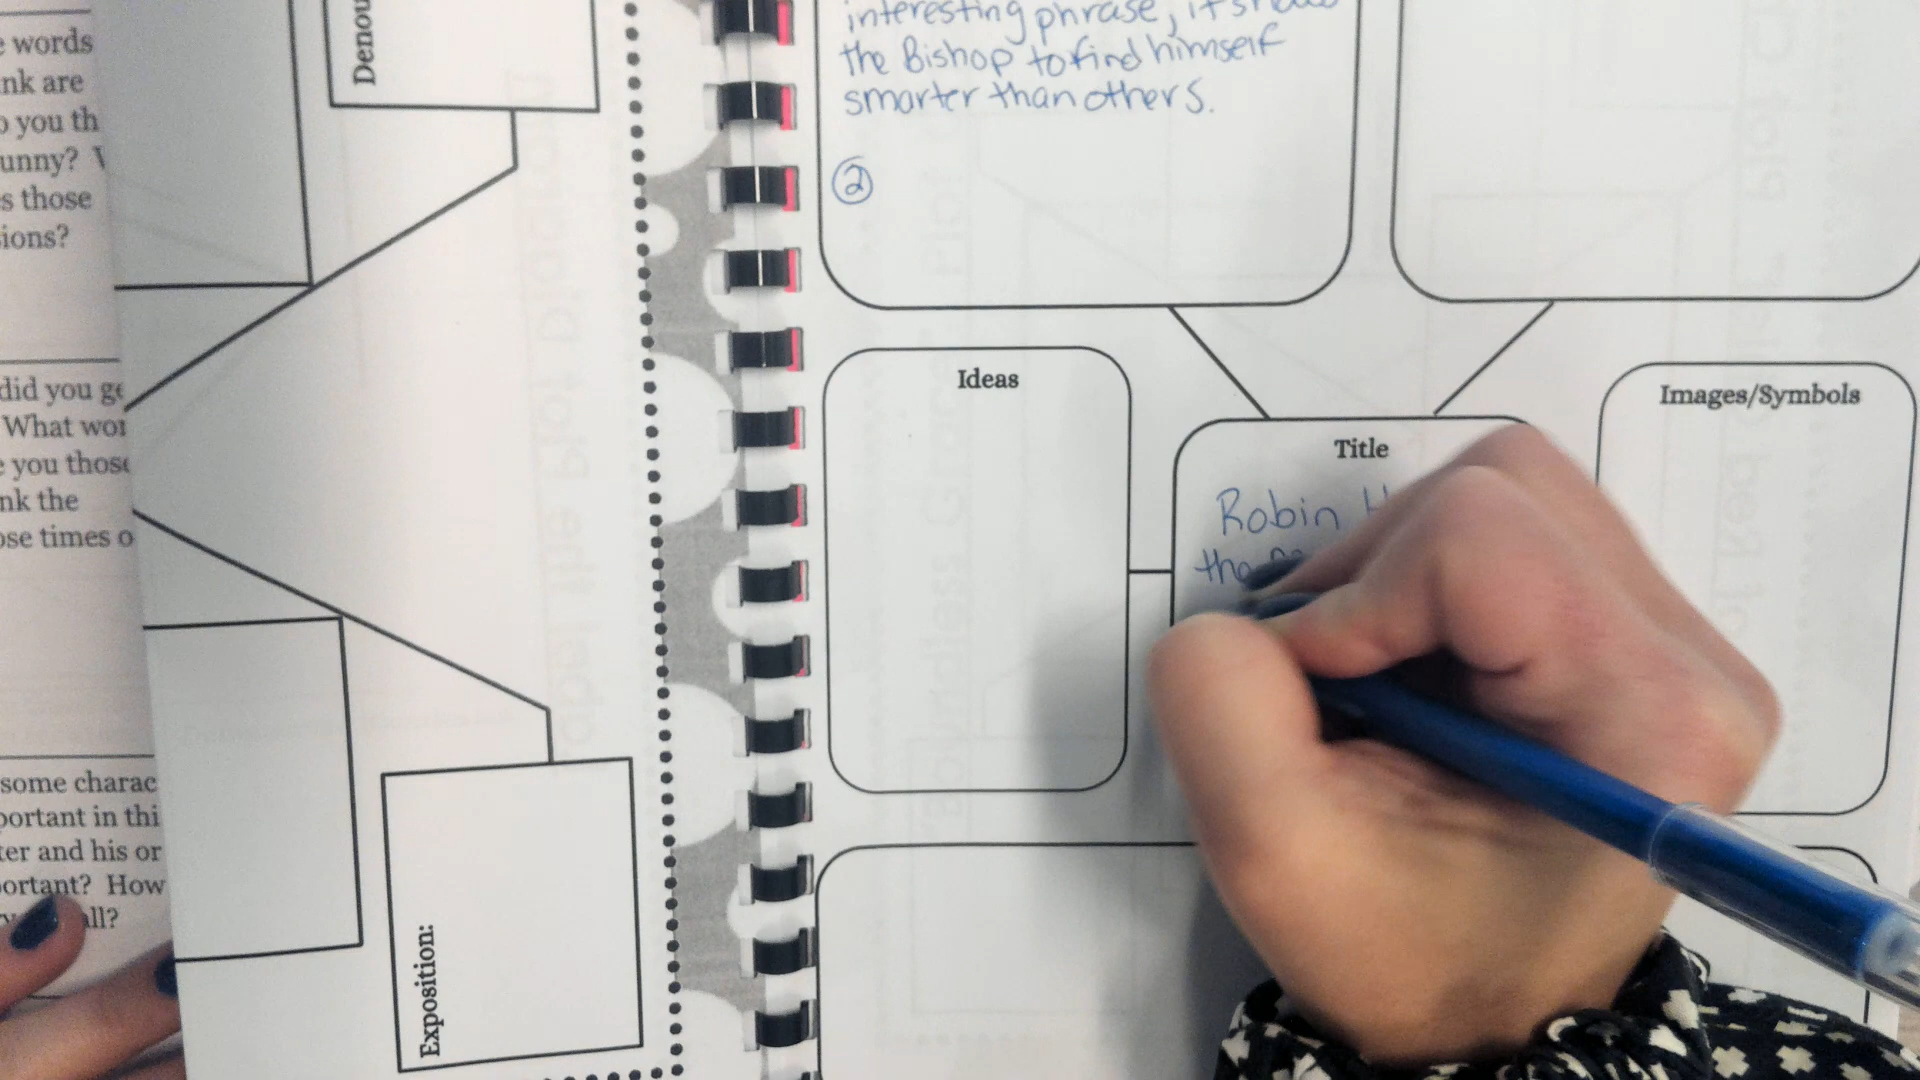 words
nk are
you th
unny?
s those
ions?
did you ge
What wor
you those
nk the
ose times o
some charac
portant in thi
ter and his or
portant? How
all?
Denou
Exposition:
interesting phrase, it
the Bishop to find himself
smarter than others.
②
Ideas
Title
Robin H
the
Images/Symbols